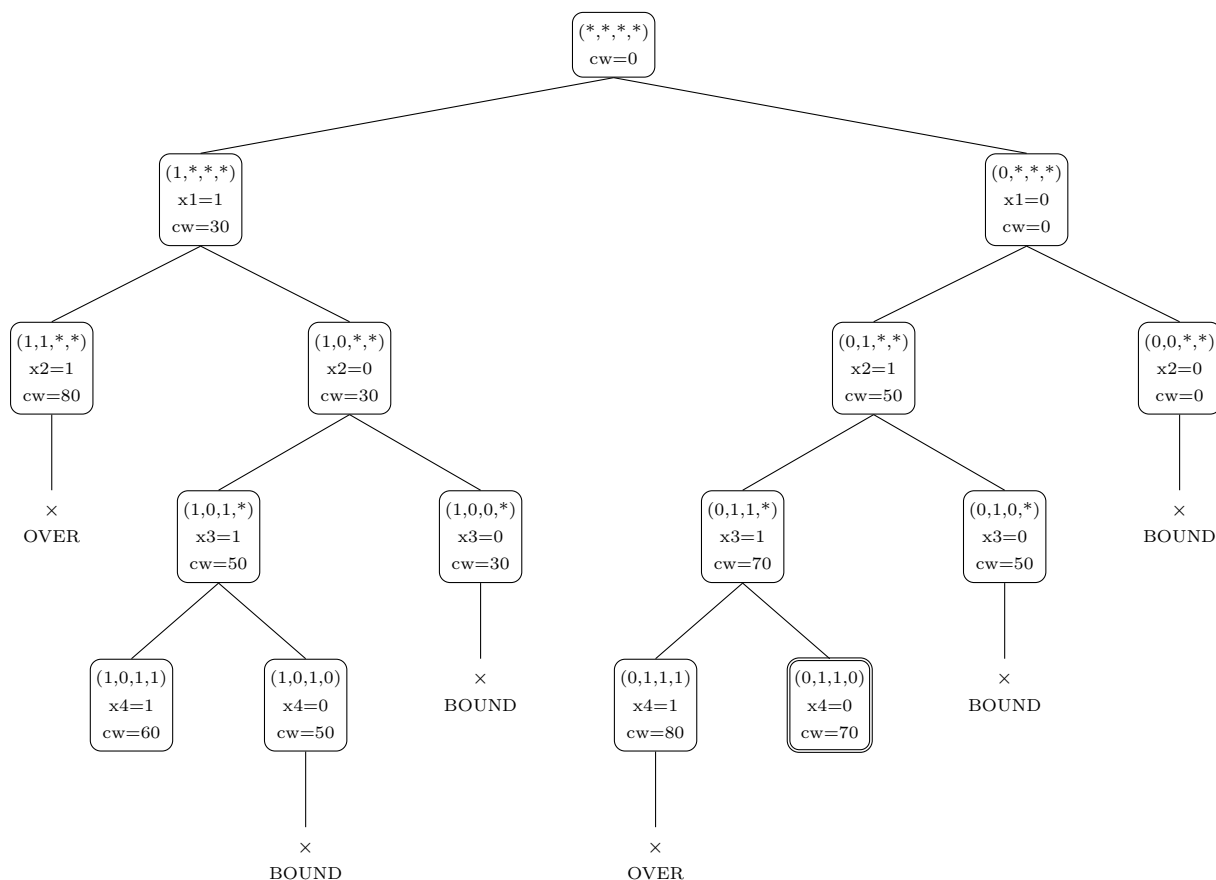 (*,*,*,*)
cw=0
(1,*,*,*)
x1=1
cw=30
(0,*,*,*)
x1=0
cw=0
(1,1,*,*)
x2=1
cw=80
(1,0,*,*)
x2=0
cw=30
(0,1,*,*)
x2=1
cw=50
(0,0,*,*)
x2=0
cw=0
×
OVER
(1,0,1,*)
x3=1
cw=50
(1,0,0,*)
x3=0
cw=30
(0,1,1,*)
x3=1
cw=70
(0,1,0,*)
x3=0
cw=50
×
BOUND
(1,0,1,1)
x4=1
cw=60
(1,0,1,0)
x4=0
cw=50
×
BOUND
(0,1,1,1)
x4=1
cw=80
(0,1,1,0)
x4=0
cw=70
×
BOUND
×
BOUND
×
OVER